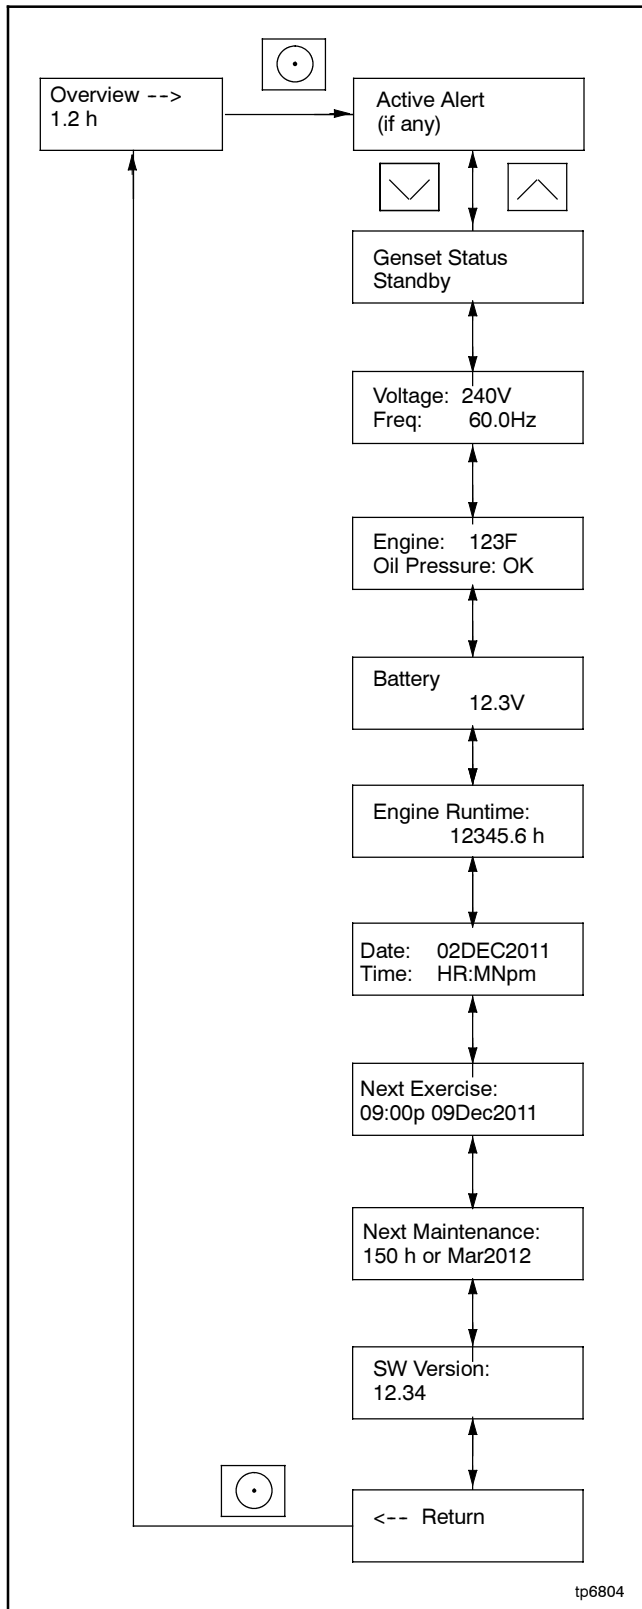 Overview -->
1.2 h
Active Alert
(if any)
Genset Status
Standby
Voltage: 240V
Freq: 60.0Hz
Engine: 123F
Oil Pressure: OK
Battery
12.3V
Engine Runtime:
12345.6 h
Date: 02DEC2011
Time: HR:MNpm
Next Exercise:
09:00p 09Dec2011
Next Maintenance:
150 h or Mar2012
SW Version:
12.34
<-- Return
tp6804